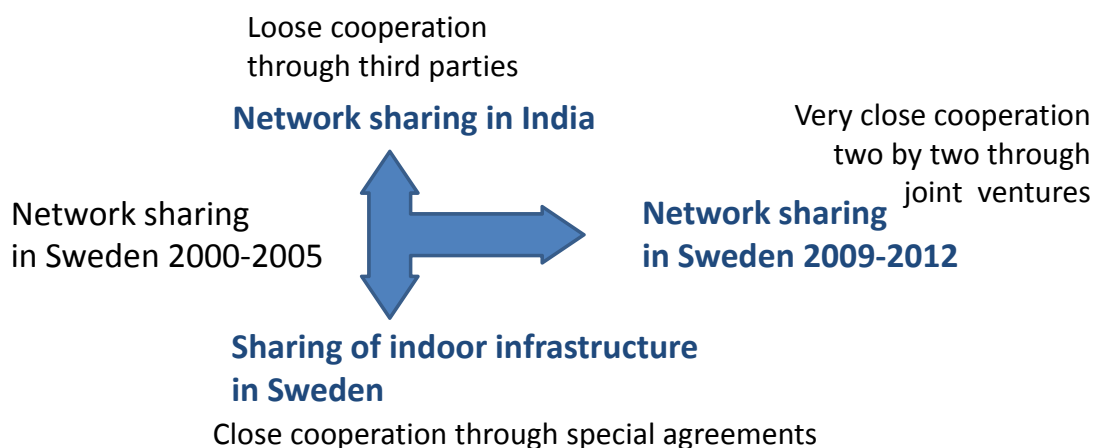 Loose cooperation
through third parties
Network sharing in India
Very close cooperation
two by two through
joint ventures
Network sharing
in Sweden 2000-2005
Network sharing
in Sweden 2009-2012
Sharing of indoor infrastructure
in Sweden
Close cooperation through special agreements